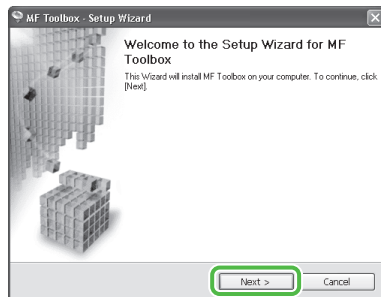 MF Toolbox - Setup Wizard
Welcome to the Setup Wizard for MF
Toolbox
This Wizard will install MF Toolbox on your computer. To continue, click
[Next].
Next >
Cancel